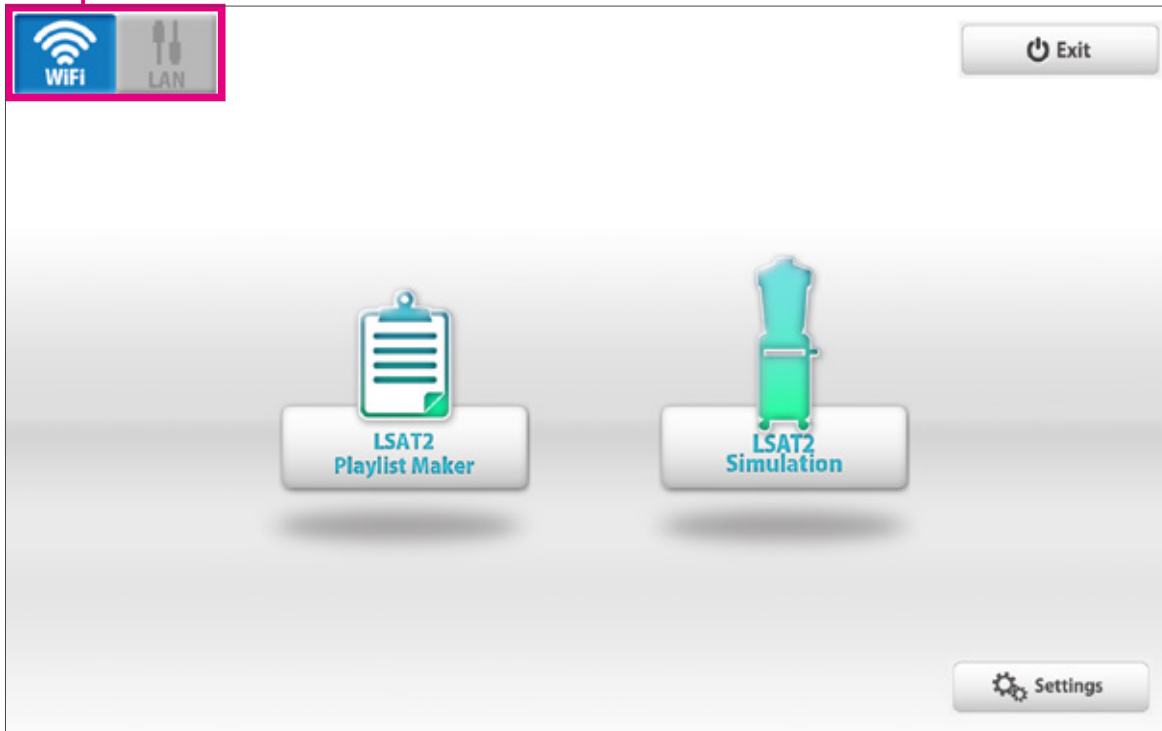 WiFi
LAN
Exit
LSAT2
Playlist Maker
LSAT2
Simulation
Settings